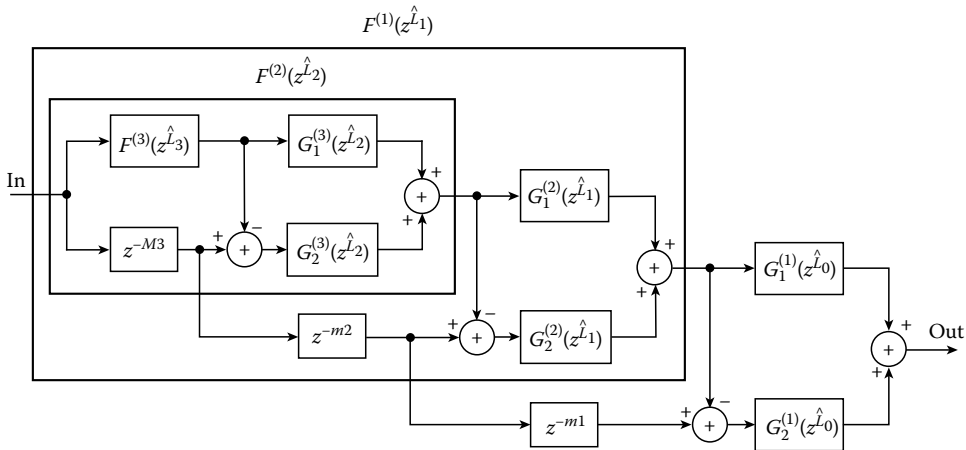 F^(1)(z^L̂1)
F^(2)(z^L̂2)
F^(3)(z^L̂3)
G1^(3)(z^L̂2)
In
+
+
+
G1^(2)(z^L̂1)
z^−M3
+
−
+
G2^(3)(z^L̂2)
+
+
+
G1^(1)(z^L̂0)
z^−m2
+
−
+
G2^(2)(z^L̂1)
+
+
+
Out
z^−m1
+
−
+
G2^(1)(z^L̂0)